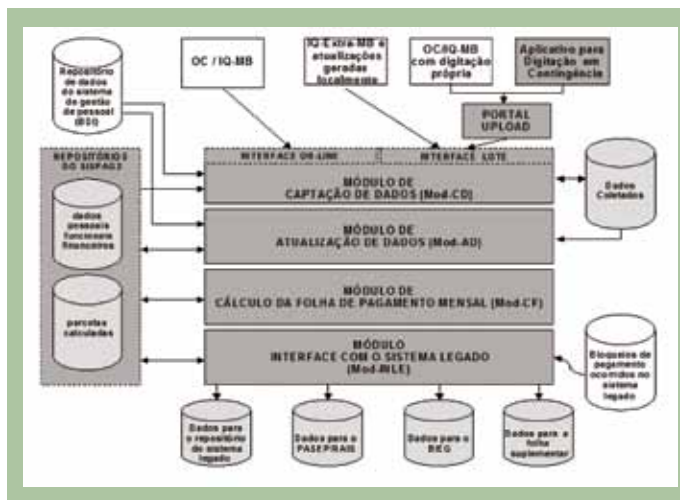 Repositório
de dados
do sistema
de gestão
de pessoal
OC / IQ-MB
IQ-Extra-MB e
atualizações
geradas
localmente
OC/IQ-MB
com digitação
própria
Aplicativo para
Digitação em
Contingência
PORTAL
UPLOAD
REPOSITÓRIOS
DO SISPAG2
INTERFACE ON-LINE
INTERFACE LOTE
MÓDULO DE
CAPTAÇÃO DE DADOS (Mod-CD)
Dados
Coletados
dados
pessoais
funcionais
financeiros
MÓDULO DE
ATUALIZAÇÃO DE DADOS (Mod-AD)
MÓDULO DE
CÁLCULO DA FOLHA DE PAGAMENTO MENSAL (Mod-CF)
parcelas
calculadas
MÓDULO
INTERFACE COM O SISTEMA LEGADO
Bloqueios de
pagamento
ocorridos no
sistema
legado
Dados para
o repositório
do sistema
legado
Dados para o
PASEP/RAIS
Dados para o
Dados para a
folha
suplementar